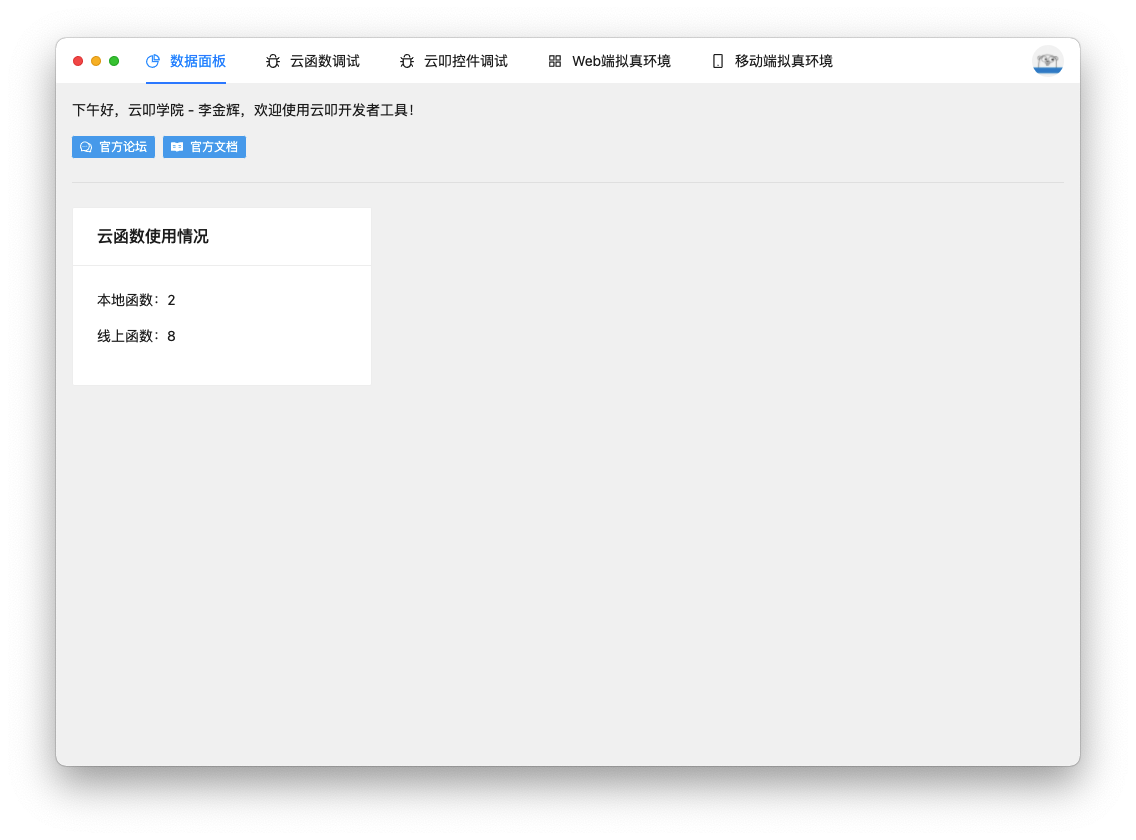 数据面板 云函数调试 云叩控件调试 Web端拟真环境 移动端拟真环境
下午好，云叩学院 - 李金辉，欢迎使用云叩开发者工具！
官方论坛 官方文档
云函数使用情况
本地函数：2
线上函数：8